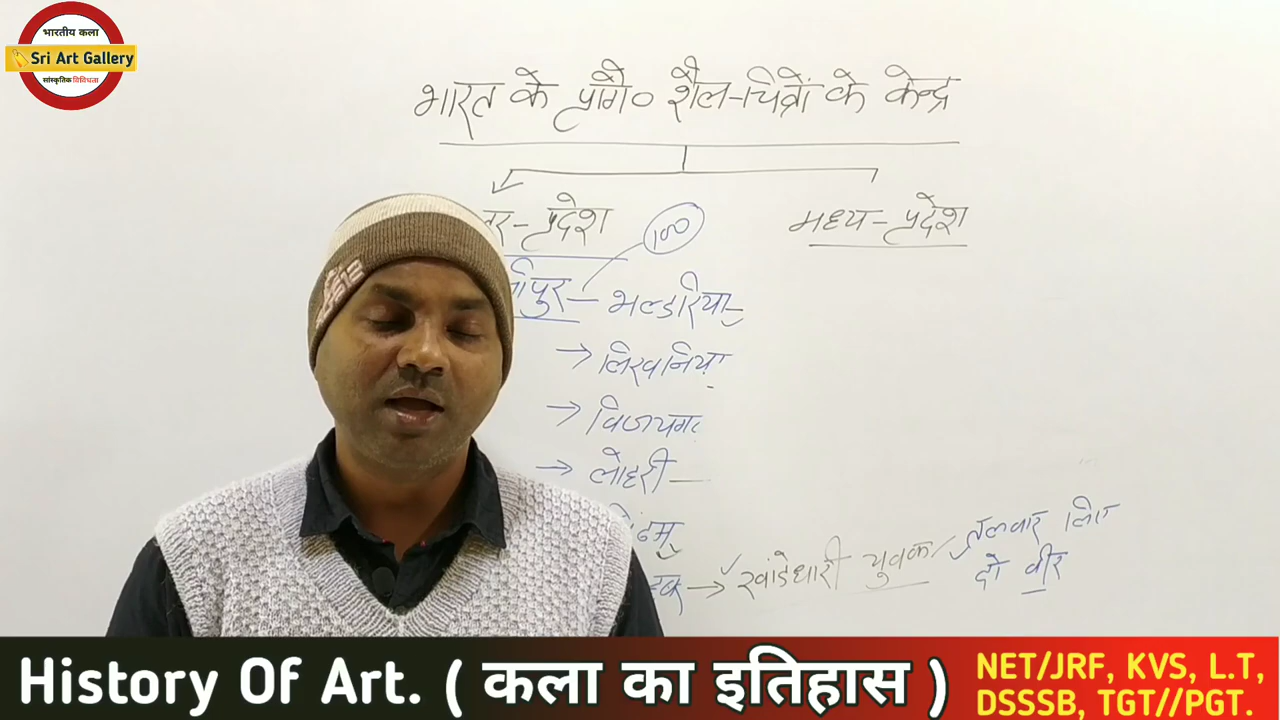 भारतीय कला
Sri Art Gallery
सांस्कृतिक विविधता
भारत के प्रागै० शैल-चित्रों के केन्द्र
प्रदेश
100
मध्य-प्रदेश
पुर- भल्डारिया-
→ लिखनिया
→ विजयगढ़
→ लोहरी
→ खांडेधारी युवक / तलवार लिए
दो वीर
History Of Art. ( कला का इतिहास )
NET/JRF, KVS, L.T,
DSSSB, TGT//PGT.